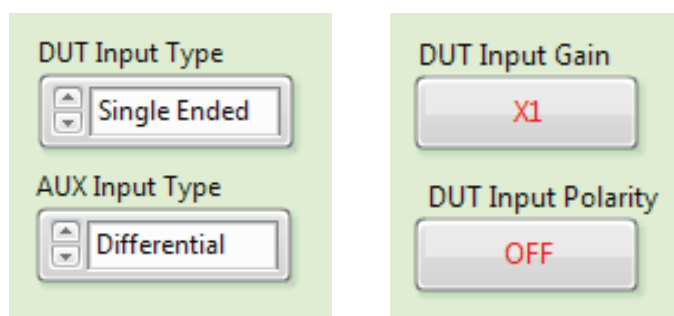 DUT Input Type
Single Ended
AUX Input Type
Differential
DUT Input Gain
X1
DUT Input Polarity
OFF